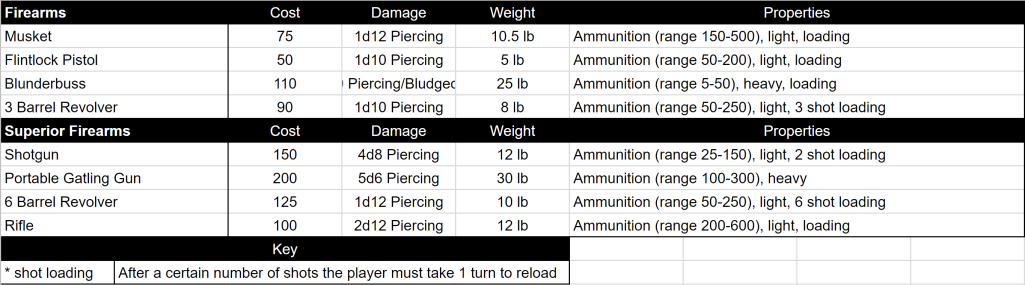 Firearms Cost Damage Weight Properties
Musket 75 1d12 Piercing 10.5 lb Ammunition (range 150-500), light, loading
Flintlock Pistol 50 1d10 Piercing 5 lb Ammunition (range 50-200), light, loading
Blunderbuss 110 Piercing/Bludgeo 25 lb Ammunition (range 5-50), heavy, loading
3 Barrel Revolver 90 1d10 Piercing 8 lb Ammunition (range 50-250), light, 3 shot loading
Superior Firearms Cost Damage Weight Properties
Shotgun 150 4d8 Piercing 12 lb Ammunition (range 25-150), light, 2 shot loading
Portable Gatling Gun 200 5d6 Piercing 30 lb Ammunition (range 100-300), heavy
6 Barrel Revolver 125 1d12 Piercing 10 lb Ammunition (range 50-250), light, 6 shot loading
Rifle 100 2d12 Piercing 12 lb Ammunition (range 200-600), light, loading
Key
* shot loading After a certain number of shots the player must take 1 turn to reload